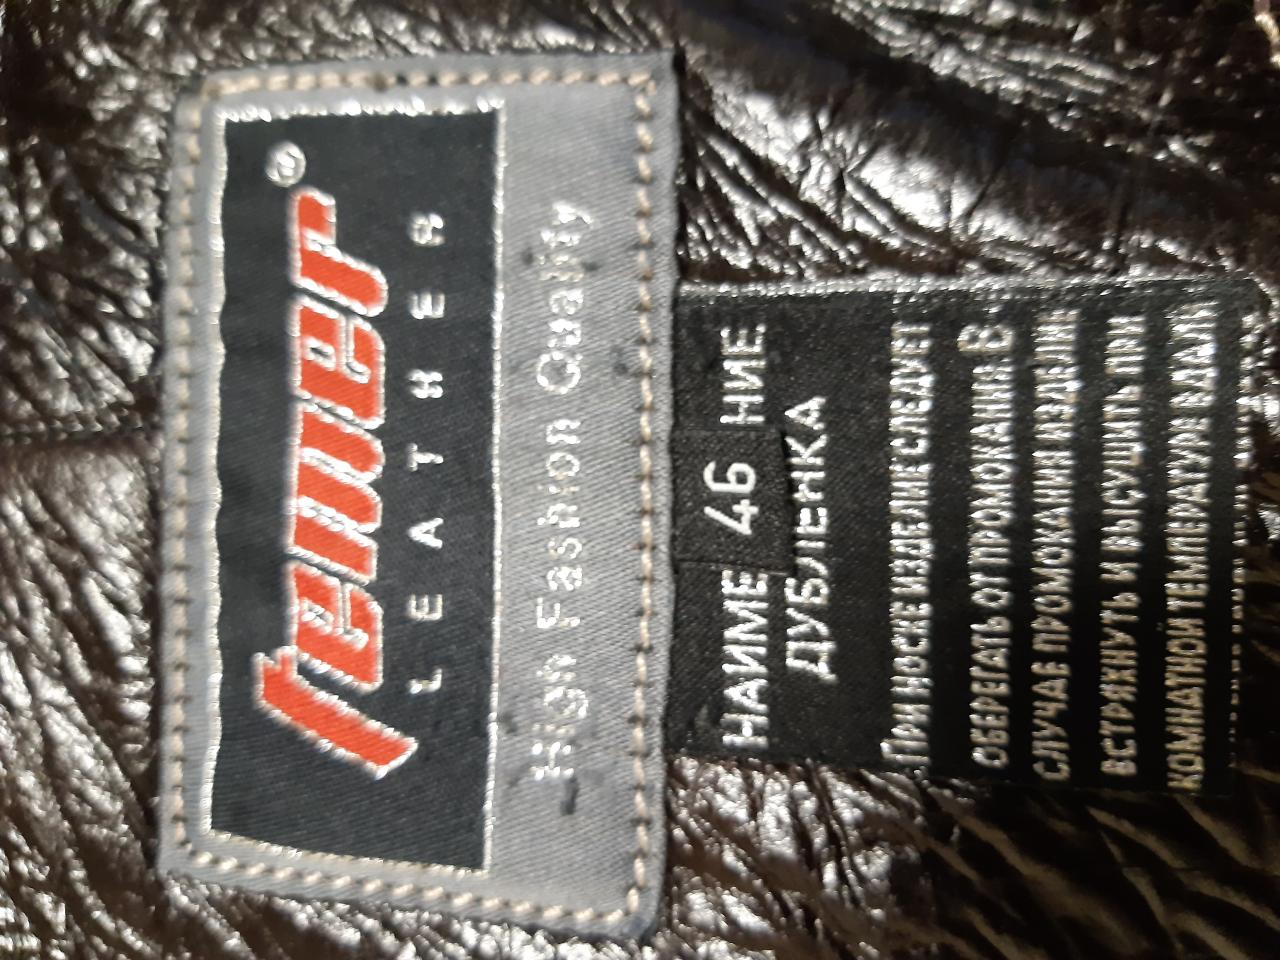 femer®
LEATHER
High Fashion Quality
46
НАИМЕ НИЕ
ДУБЛЕНКА
ПРИ НОСКЕ ИЗДЕЛИЕ СЛЕДУЕТ
ОБЕРЕГАТЬ ОТ ПРОМОКАНИЯ. В
СЛУЧАЕ ПРОМОКАНИЯ ИЗДЕЛИЕ
ВСТРЯХНУТЬ И ВЫСУШИТЬ ПРИ
КОМНАТНОЙ ТЕМПЕРАТУРЕ ВДАЛИ